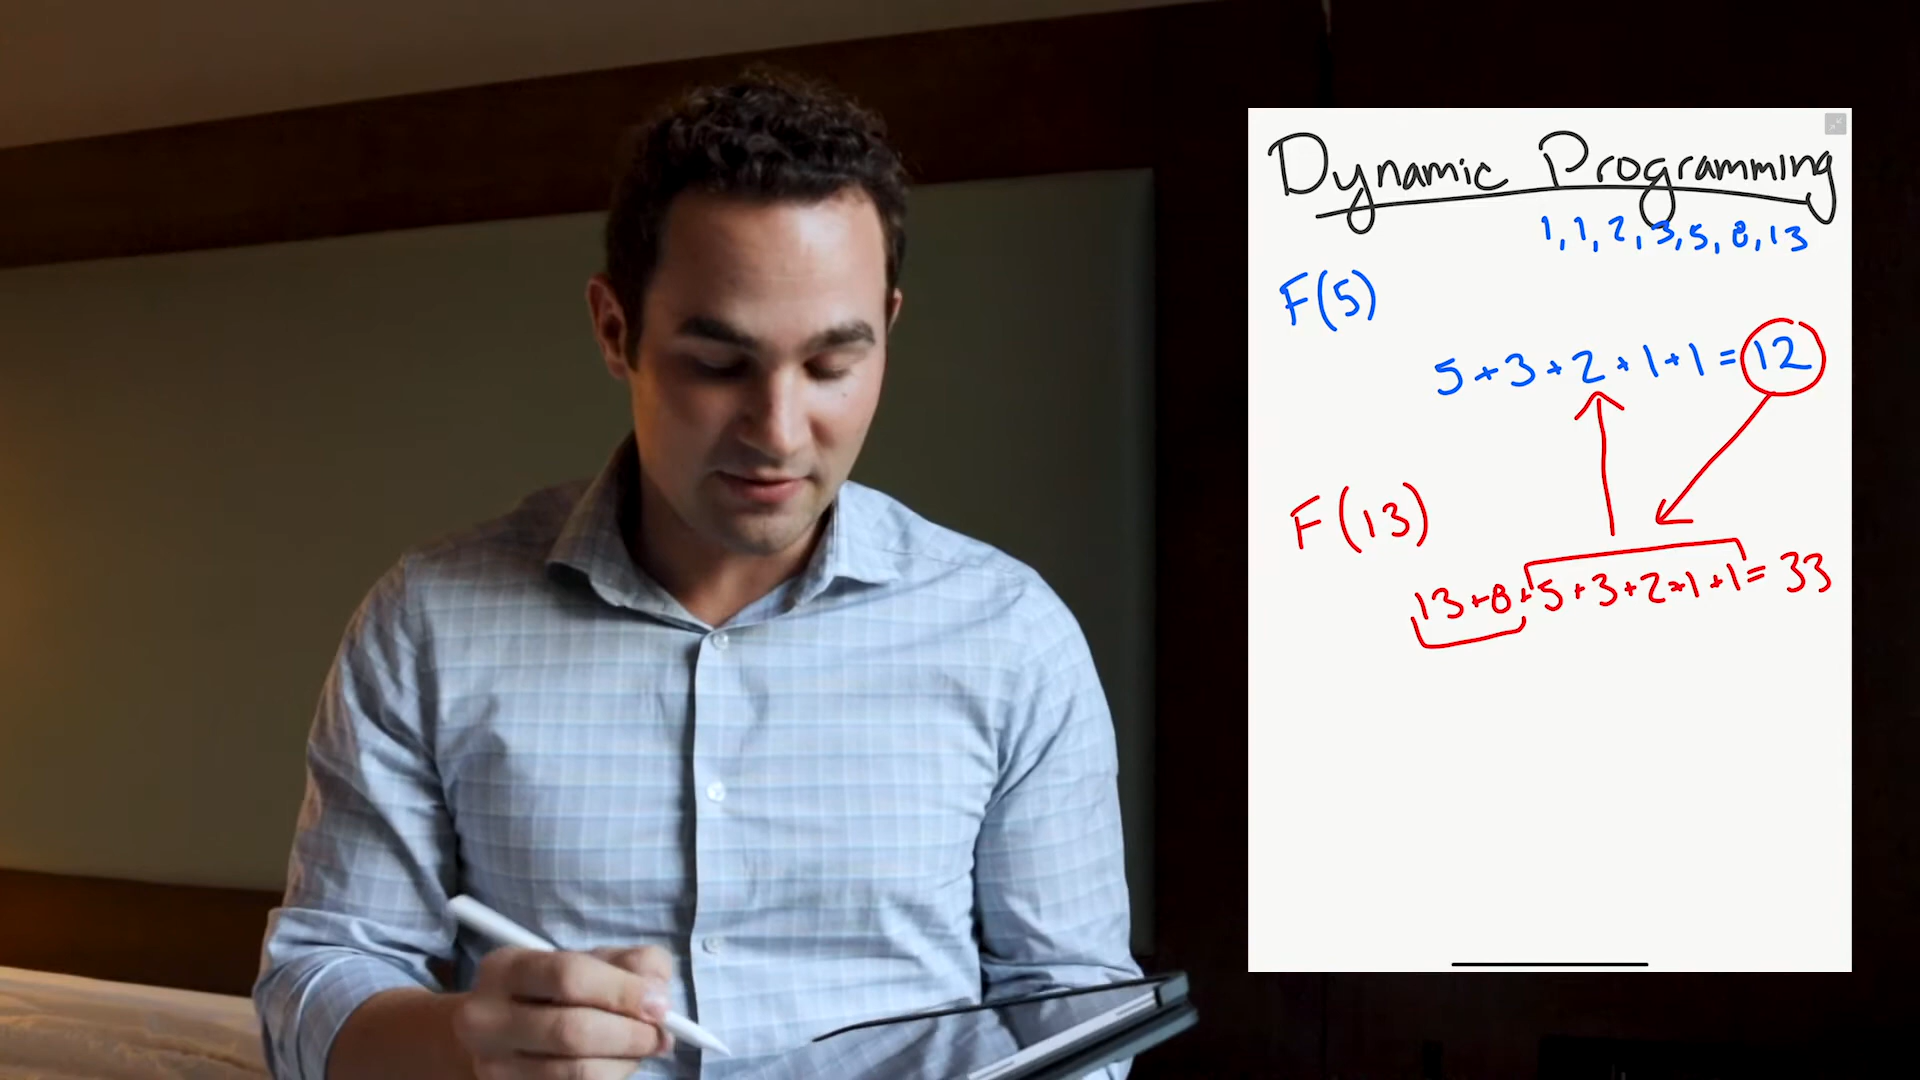 Dynamic Programming
1, 1, 2, 3, 5, 8, 13
F(5)
5 + 3 + 2 + 1 + 1 = 12
F(13)
13 + 8 + 5 + 3 + 2 + 1 + 1 = 33